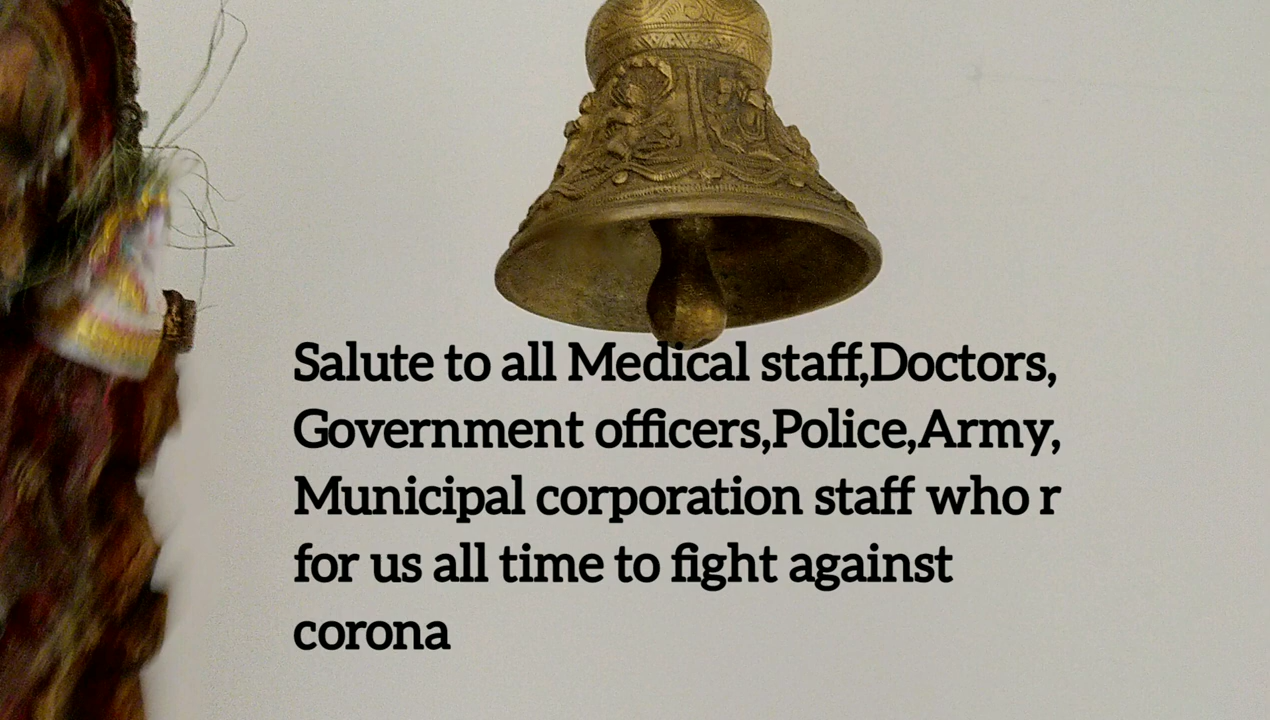 Salute to all Medical staff,Doctors,
Government officers,Police,Army,
Municipal corporation staff who r
for us all time to fight against
corona